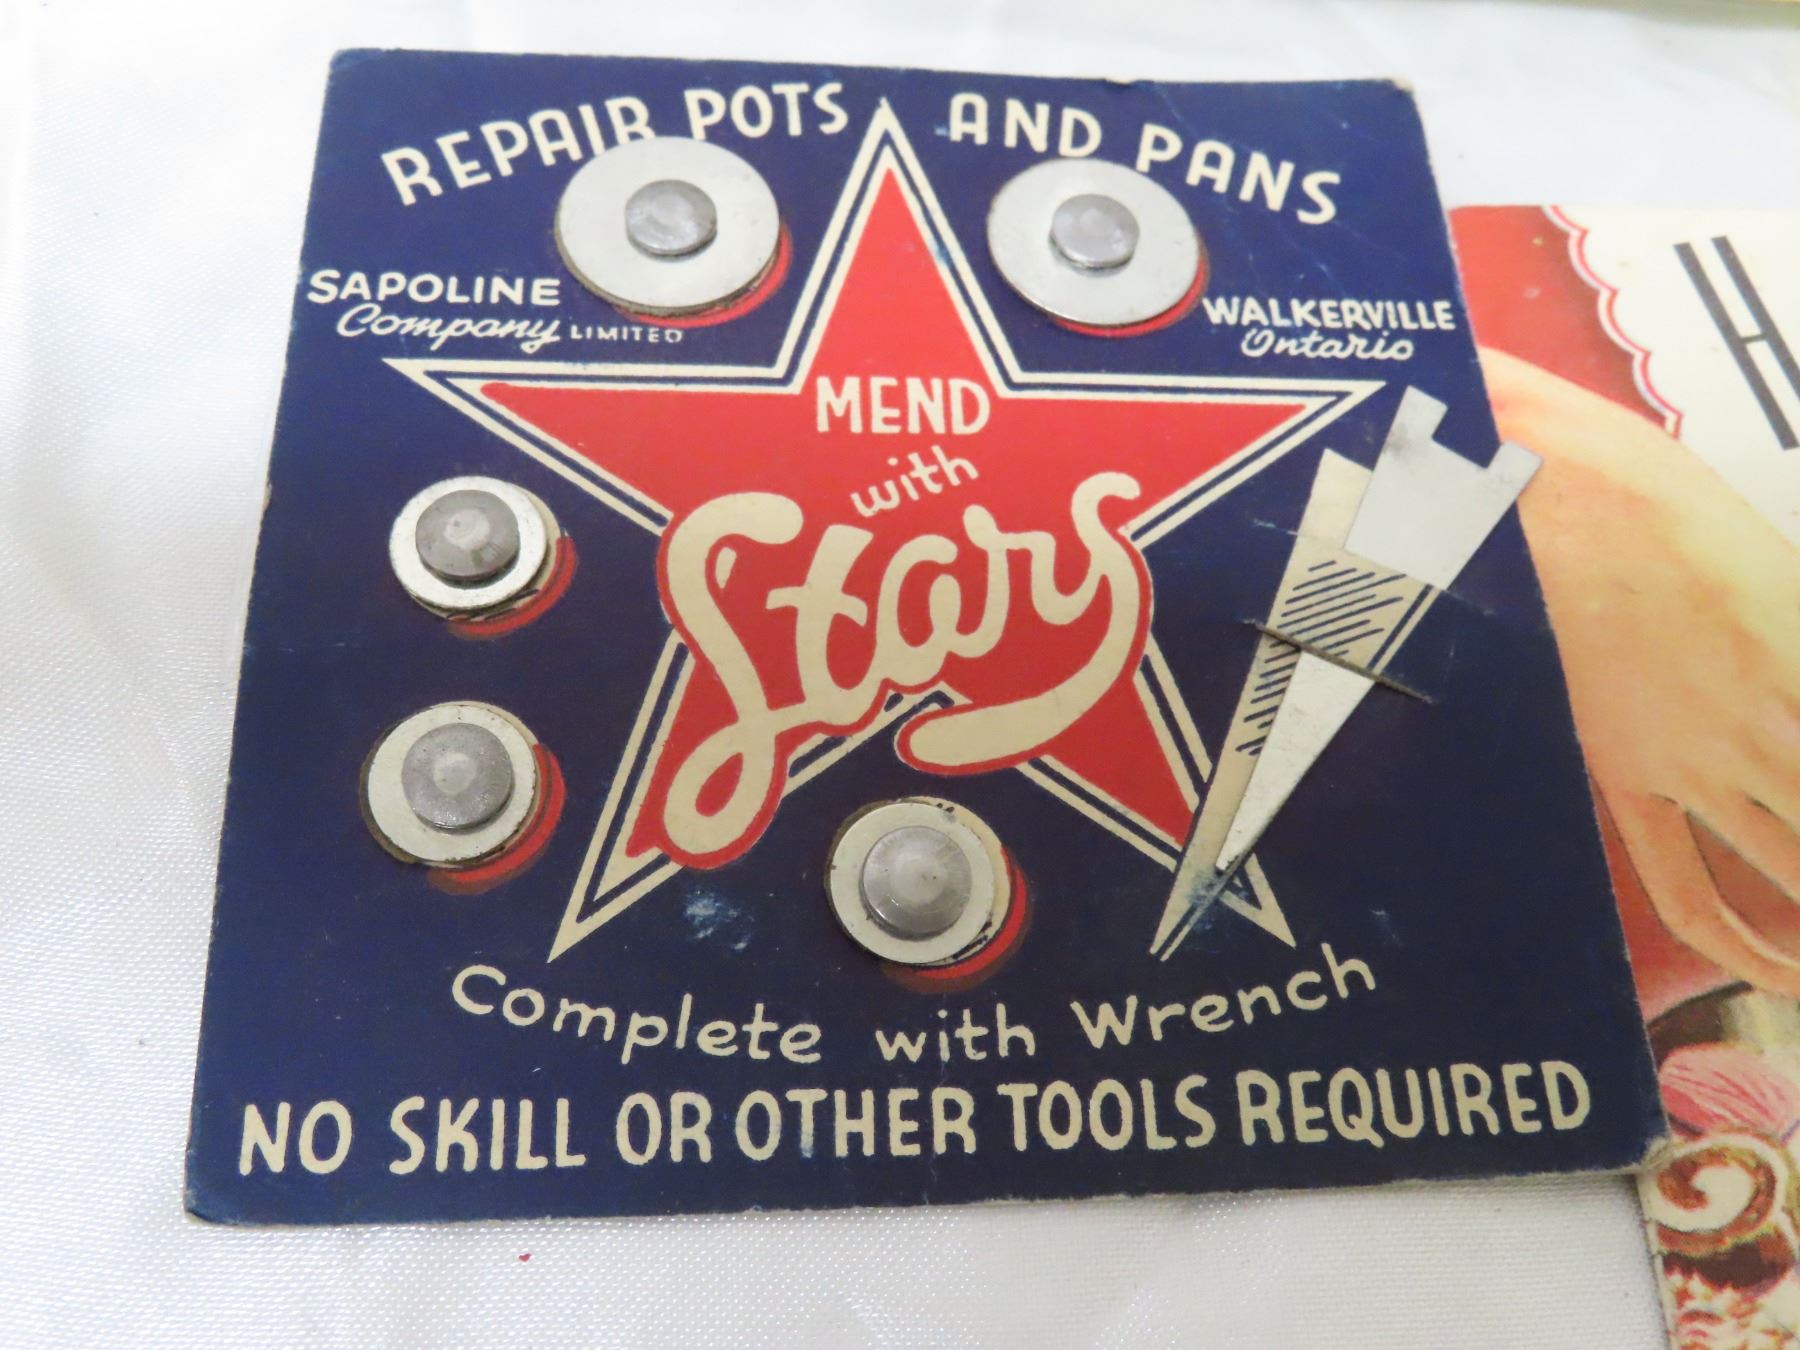 REPAIR POTS AND PANS
SAPOLINE
Company LIMITED
WALKERVILLE
Ontario
MEND
with
Stars
Complete with Wrench
NO SKILL OR OTHER TOOLS REQUIRED